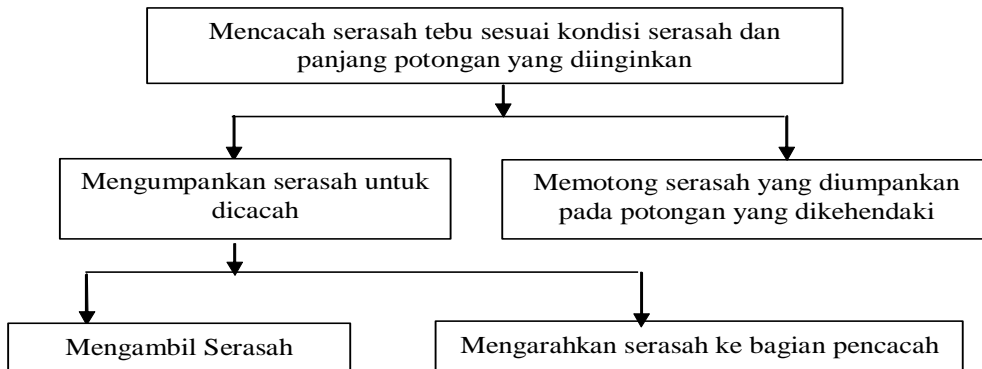 Mencacah serasah tebu sesuai kondisi serasah dan
panjang potongan yang diinginkan
Mengumpankan serasah untuk
dicacah
Memotong serasah yang diumpankan
pada potongan yang dikehendaki
Mengambil Serasah
Mengarahkan serasah ke bagian pencacah